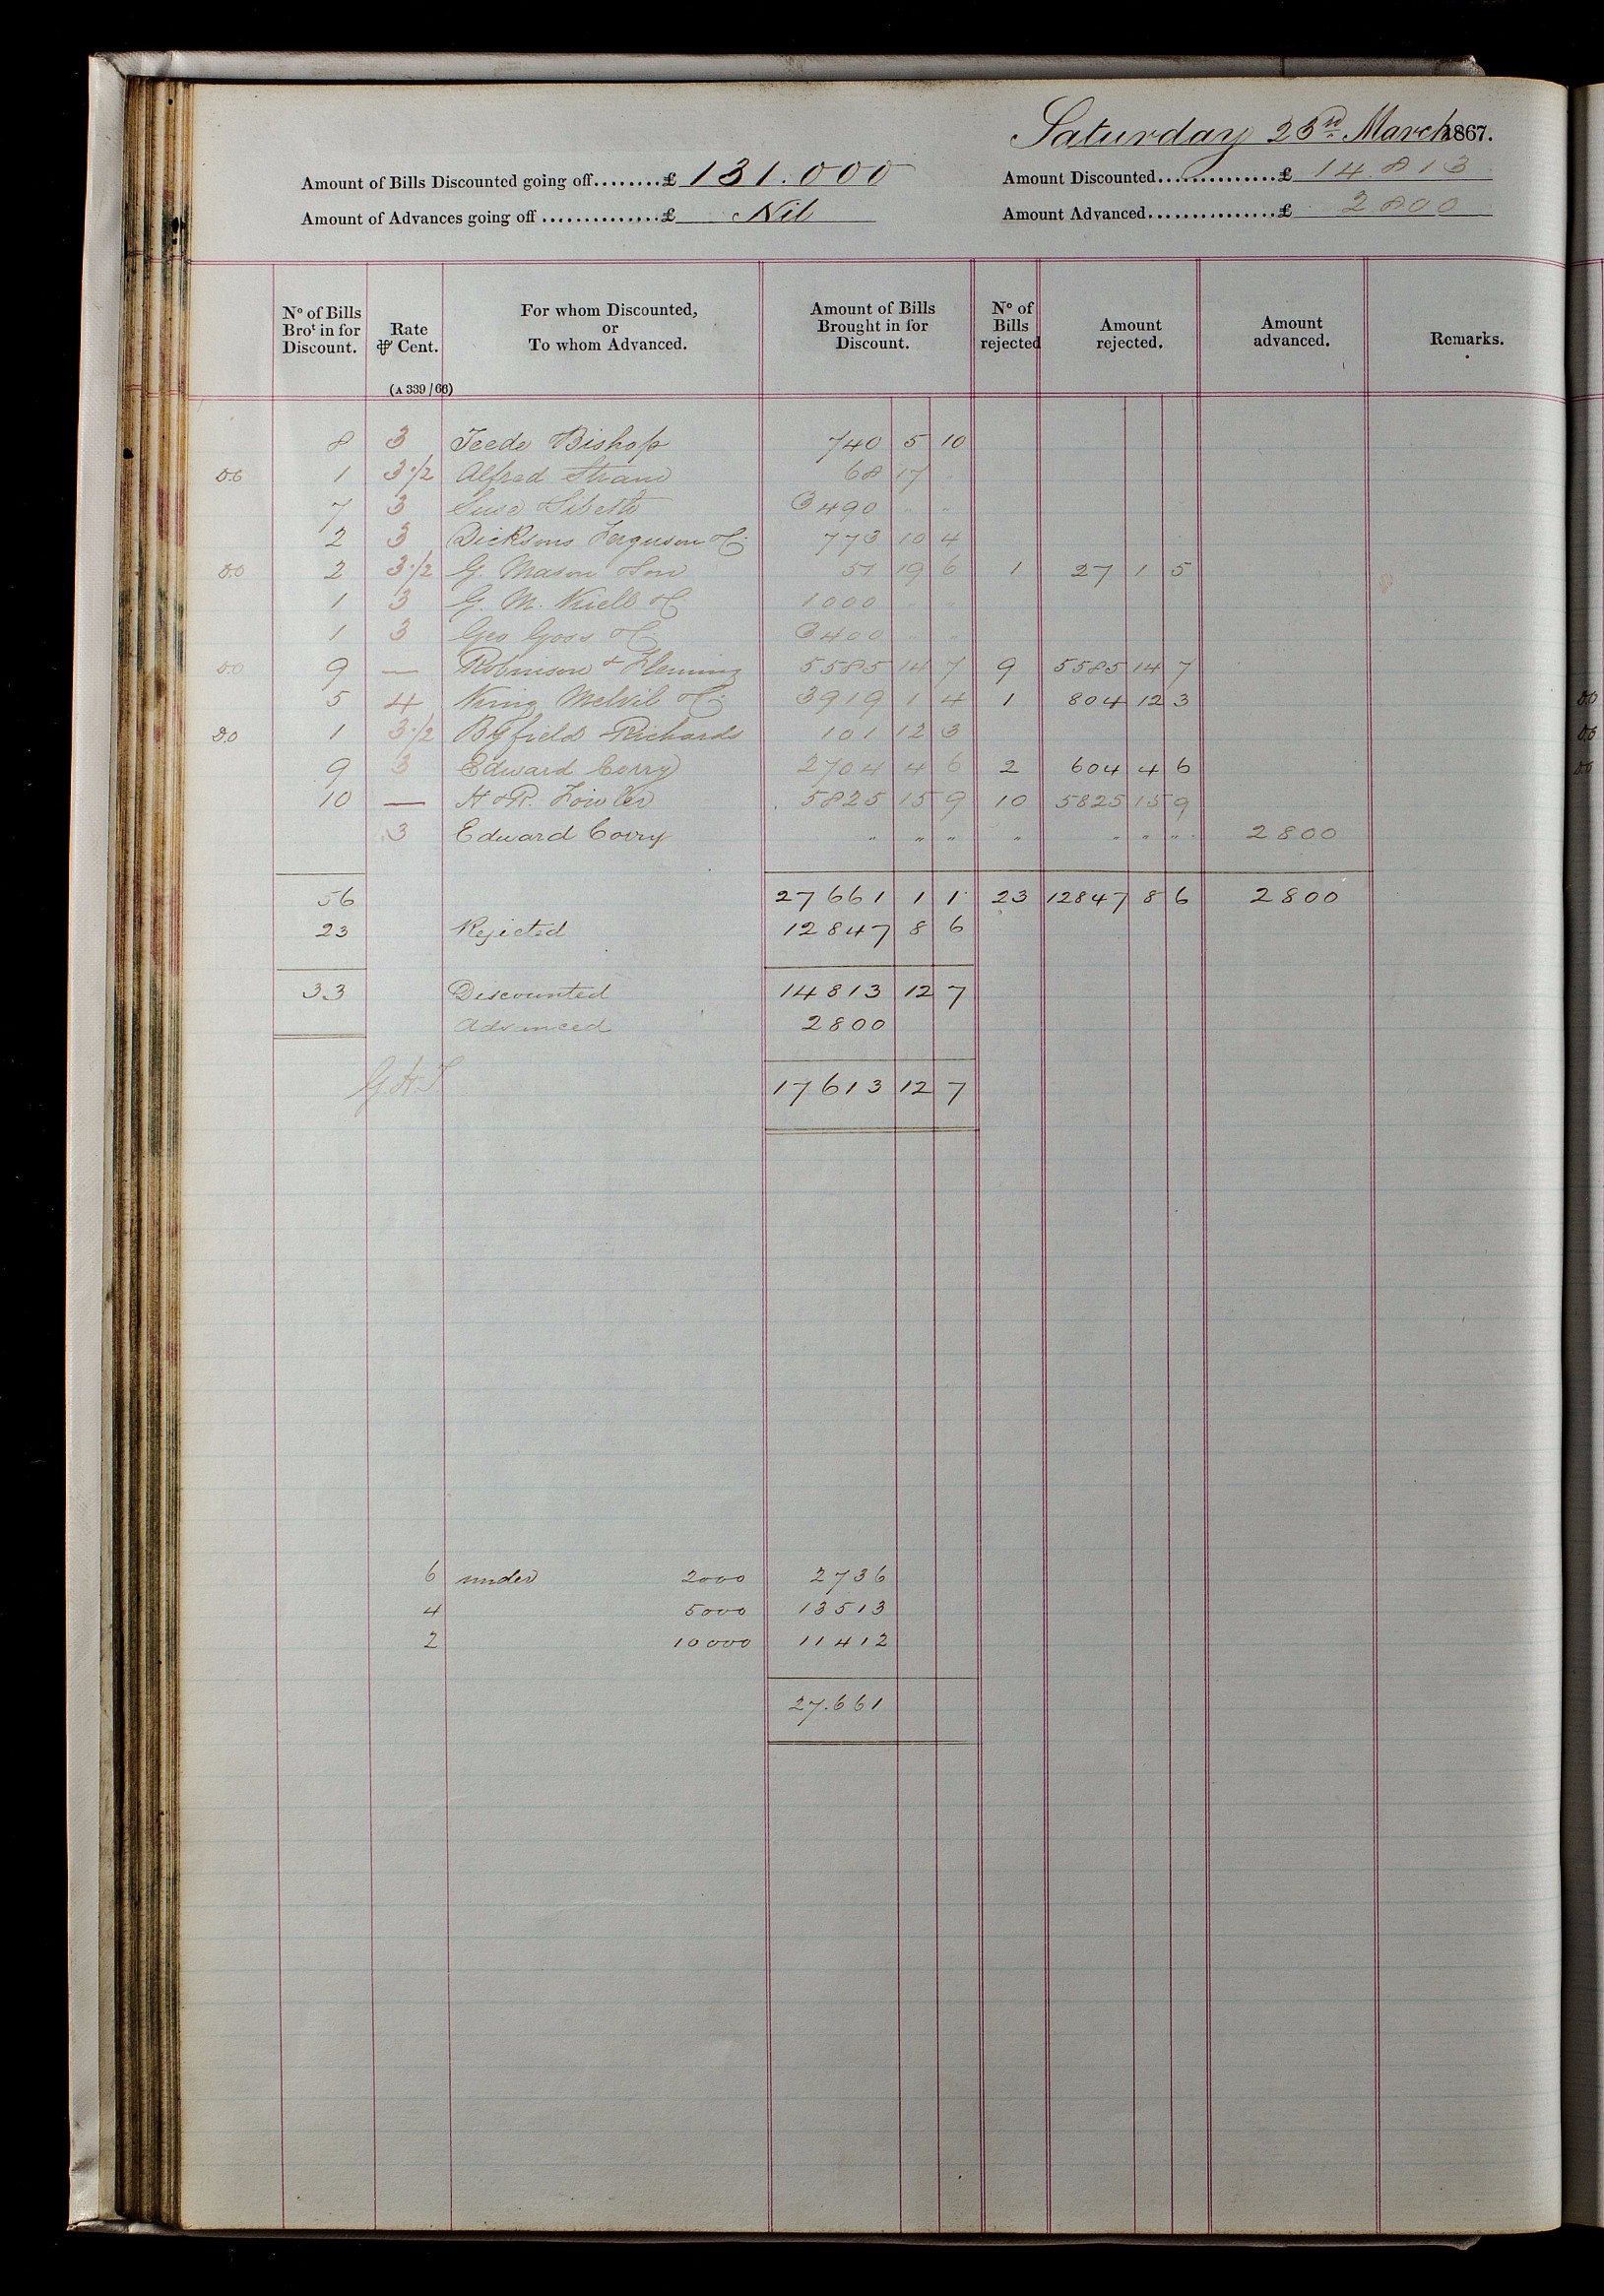 Saturday 23rd March 1867.
Amount of Bills Discounted going off........£ 131.000 Amount Discounted...............£ 14.813
Amount of Advances going off...............£ Nil Amount Advanced................£ 2800
No of Bills Brot in for Discount. Rate ⅌ Cent. For whom Discounted, or To whom Advanced. Amount of Bills Brought in for Discount. No of Bills rejected Amount rejected. Amount advanced. Remarks.
(A 339/66)
8 3 Teede Bishop 740 5 10
D.O 1 3·/2 Alfred Strand 68 17
7 3 Suse Sibeth 3490 " "
2 3 Dicksons Ferguson & Co 773 10 4
D.O 2 3·/2 G. Mason & Son 51 19 6 1 27 1 5
1 3 G. M. Kiell & Co 1000 " "
1 3 Geo Goss & Co 3400 "
D.O 9 — Robinson & Fleming 5585 14 7 9 5585 14 7
5 4 King Melvil & Co 3919 1 4 1 804 12 3
D.O 1 3·/2 Byfield Richards 101 12 3
9 3 Edward Corry 2704 4 6 2 604 4 6
10 — H & R. Fowler 5825 15 9 10 5825 15 9
3 Edward Corry " " " " " " " 2800
56 27661 1 1 23 12847 8 6 2800
23 Rejected 12847 8 6
33 Discounted 14813 12 7
Advanced 2800
17613 12 7
6 under 2000 2736
4 5000 13513
2 10000 11412
27.661